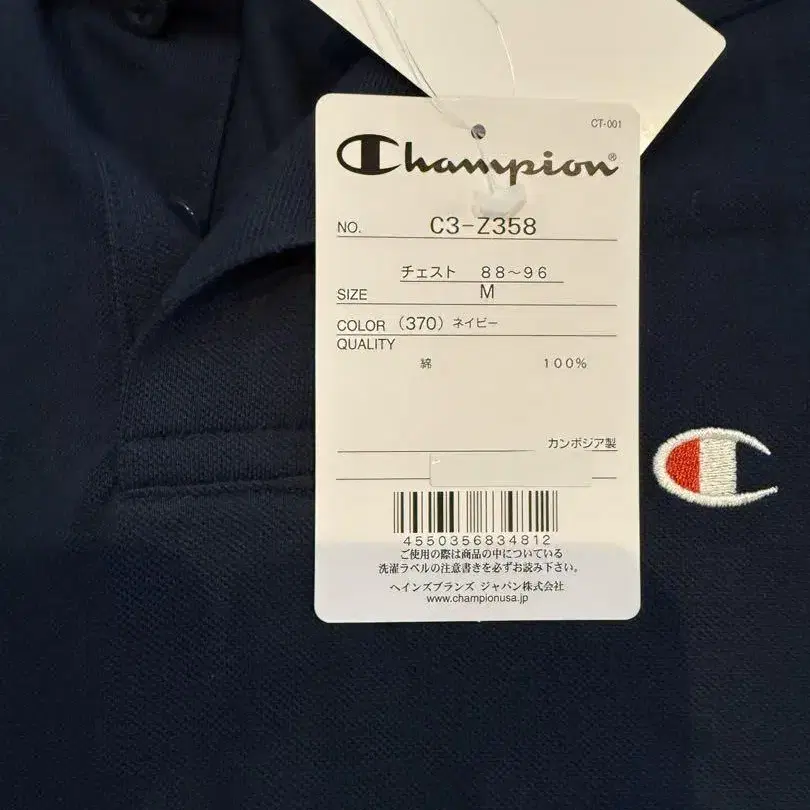 CT-001
Champion®
NO. C3-Z358
チェスト 88～96
SIZE M
COLOR (370) ネイビー
QUALITY
綿 100%
カンボジア製
4550356834812
ご使用の際は商品の中についている
洗濯ラベルの注意書きを必ずお読み下さい。
ヘインズブランズ ジャパン株式会社
www.championusa.jp